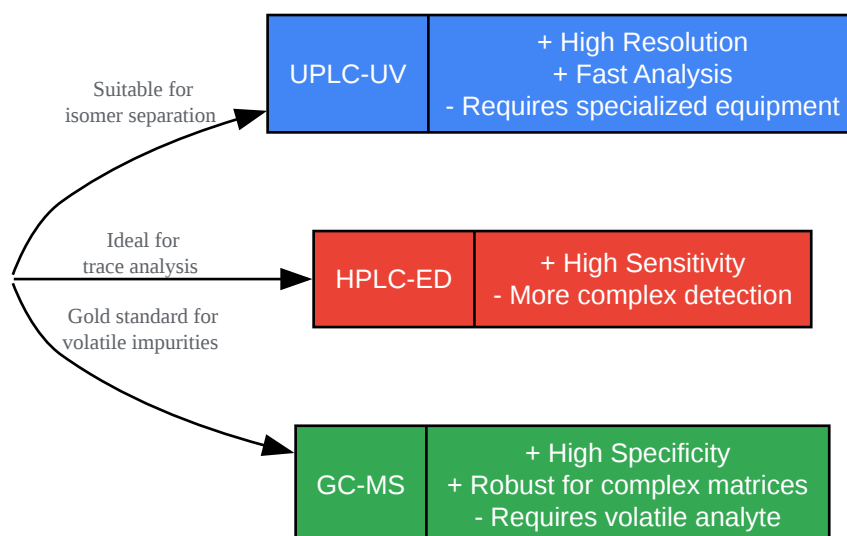 Suitable for
isomer separation
UPLC-UV
+ High Resolution
+ Fast Analysis
- Requires specialized equipment
Ideal for
trace analysis
HPLC-ED
+ High Sensitivity
- More complex detection
Gold standard for
volatile impurities
GC-MS
+ High Specificity
+ Robust for complex matrices
- Requires volatile analyte